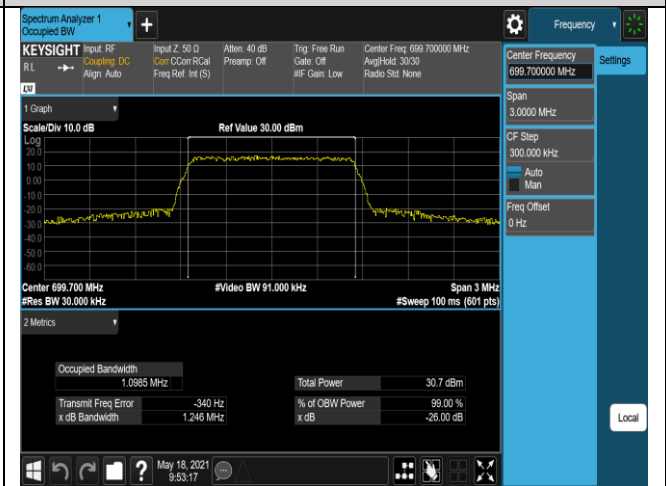 Spectrum Analyzer 1
Occupied BW
+
Frequency
KEYSIGHT
RL
LXI
Input: RF
Coupling: DC
Align: Auto
Input Z: 50 Ω
Corr CCorr RCal
Freq Ref: Int (S)
Atten: 40 dB
Preamp: Off
Trig: Free Run
Gate: Off
#IF Gain: Low
Center Freq: 699.700000 MHz
Avg|Hold: 30/30
Radio Std: None
Center Frequency
699.700000 MHz
Settings
Span
3.0000 MHz
CF Step
300.000 kHz
Auto
Man
Freq Offset
0 Hz
1 Graph
Scale/Div 10.0 dB
Ref Value 30.00 dBm
Log
20.0
10.0
0.00
-10.0
-20.0
-30.0
-40.0
-50.0
-60.0
Center 699.700 MHz
#Video BW 91.000 kHz
Span 3 MHz
#Res BW 30.000 kHz
#Sweep 100 ms (601 pts)
2 Metrics
Occupied Bandwidth
1.0985 MHz
Total Power 30.7 dBm
Transmit Freq Error -340 Hz
% of OBW Power 99.00 %
x dB Bandwidth 1.246 MHz
x dB -26.00 dB
Local
?
May 18, 2021
9:53:17